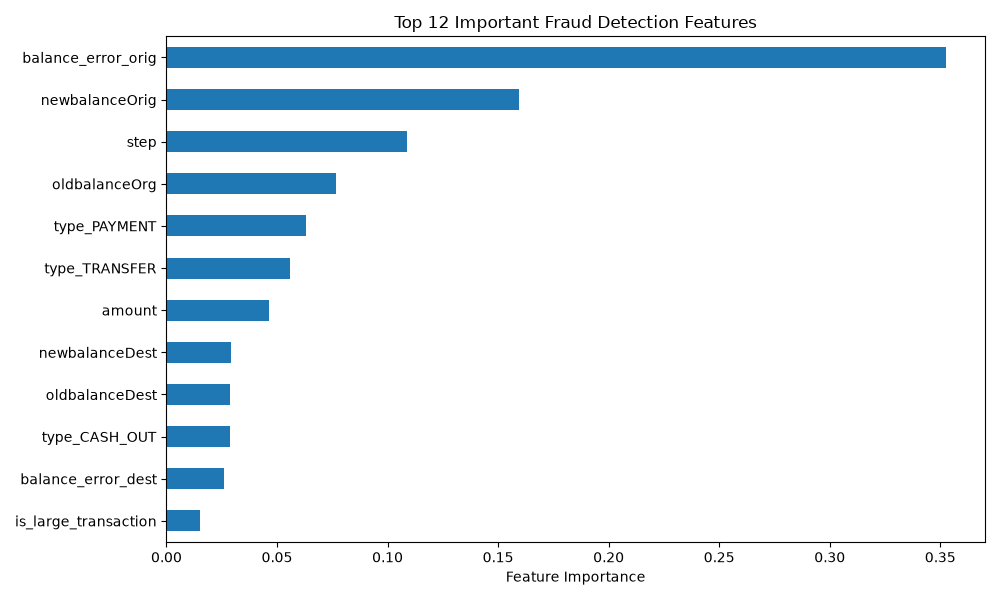 Top 12 Important Fraud Detection Features
balance_error_orig
newbalanceOrig
step
oldbalanceOrg
type_PAYMENT
type_TRANSFER
amount
newbalanceDest
oldbalanceDest
type_CASH_OUT
balance_error_dest
is_large_transaction
0.00 0.05 0.10 0.15 0.20 0.25 0.30 0.35
Feature Importance